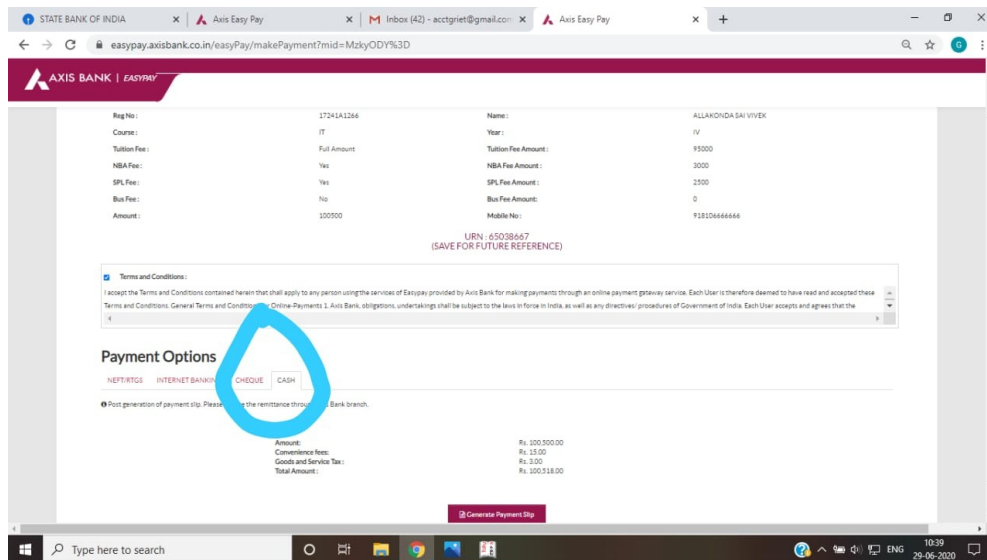 STATE BANK OF INDIA
Axis Easy Pay
Inbox (42) - acctgriet@gmail.com
Axis Easy Pay
easypay.axisbank.co.in/easyPay/makePayment?mid=MzkyODY%3D
G
AXIS BANK | EASYPAY
Reg No : 17241A1266 Name : ALLAKONDA SAI VIVEK
Course : IT Year : IV
Tuition Fee : Full Amount Tuition Fee Amount : 95000
NBA Fee : Yes NBA Fee Amount : 3000
SPL Fee : Yes SPL Fee Amount : 2500
Bus Fee : No Bus Fee Amount: 0
Amount : 100500 Mobile No : 918106666666
URN : 65038667
(SAVE FOR FUTURE REFERENCE)
Terms and Conditions :
I accept the Terms and Conditions contained herein that shall apply to any person using the services of Easypay provided by Axis Bank for making payments through an online payment gateway service. Each User is therefore deemed to have read and accepted these
Terms and Conditions. General Terms and Conditions Online-Payments 1. Axis Bank, obligations, undertakings shall be subject to the laws in force in India, as well as any directives/ procedures of Government of India. Each User accepts and agrees that the
Payment Options
NEFT/RTGS INTERNET BANKIN CHEQUE CASH
Post generation of payment slip. Please the remittance Bank branch.
Amount: Rs. 100,500.00
Convenience fees: Rs. 15.00
Goods and Service Tax : Rs. 3.00
Total Amount : Rs. 100,518.00
Generate Payment Slip
Type here to search
ENG
10:39
29-06-2020